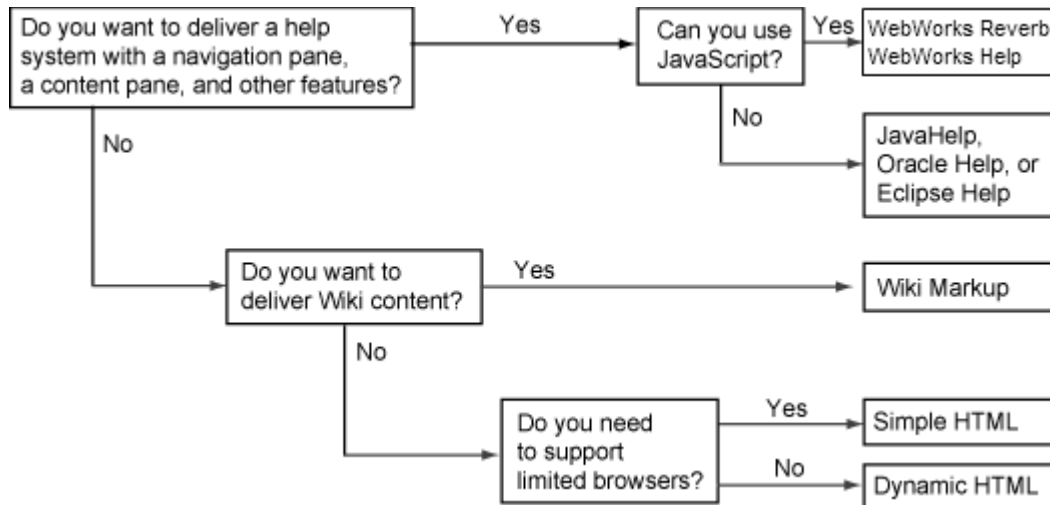 Do you want to deliver a help
system with a navigation pane,
a content pane, and other features?
Yes
Can you use
JavaScript?
Yes
WebWorks Reverb
WebWorks Help
No
No
JavaHelp,
Oracle Help, or
Eclipse Help
Do you want to
deliver Wiki content?
Yes
Wiki Markup
No
Do you need
to support
limited browsers?
Yes
Simple HTML
No
Dynamic HTML